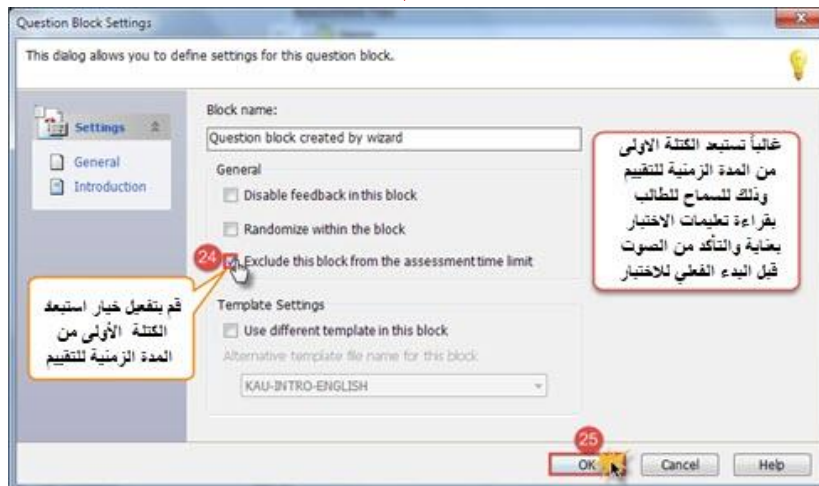 Question Block Settings
This dialog allows you to define settings for this question block.
Settings
General
Introduction
Block name:
Question block created by wizard
General
Disable feedback in this block
Randomize within the block
24
Exclude this block from the assessment time limit
Template Settings
Use different template in this block
Alternative template file name for this block
KAU-INTRO-ENGLISH
غالباً تستبعد الكتلة الاولى
من المدة الزمنية للتقييم
وذلك للسماح للطالب
بقراءة تعليمات الاختبار
بعناية والتأكد من الصوت
قبل البدء الفعلي للاختبار
قم بتفعيل خيار استبعاد
الكتلة الأولى من
المدة الزمنية للتقييم
25
OK
Cancel
Help